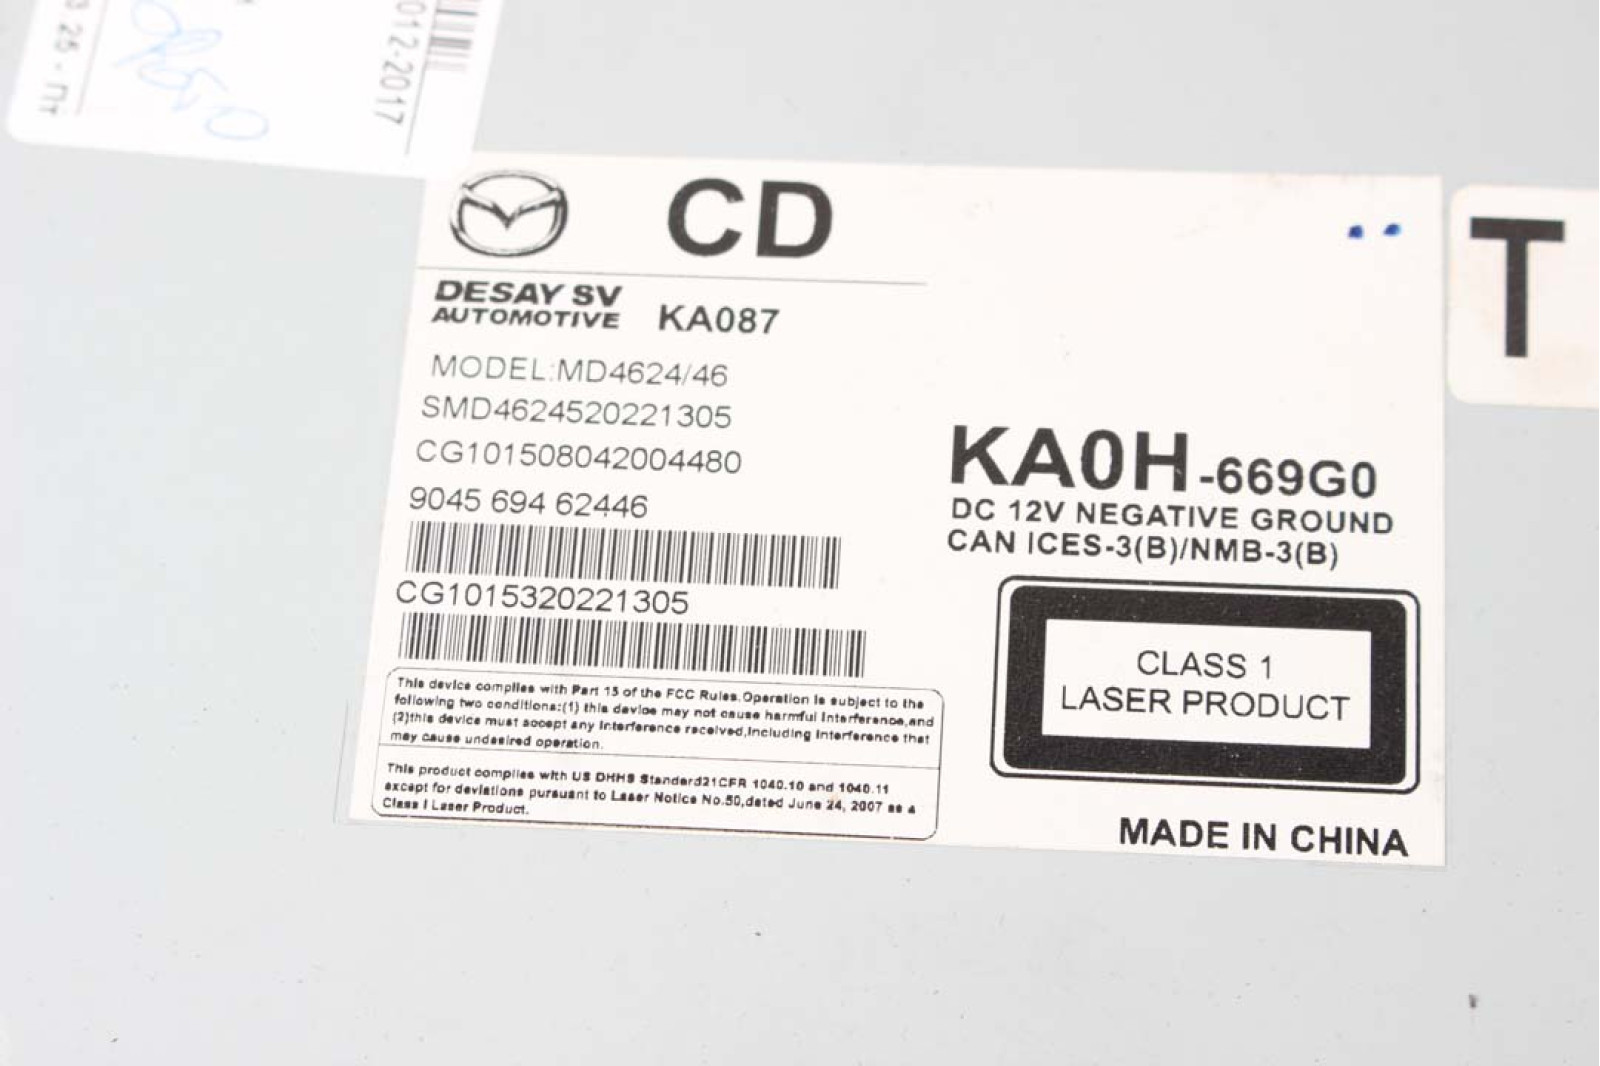 012-2017
3 25 - пт
CD
DESAY SV
AUTOMOTIVE KA087
MODEL:MD4624/46
SMD4624520221305
CG101508042004480
9045 694 62446
CG1015320221305
This device complies with Part 15 of the FCC Rules.Operation is subject to the
following two conditions:(1) this device may not cause harmful interference,and
(2)this device must accept any interference received,including interference that
may cause undesired operation.
This product complies with US DHHS Standerd21CFR 1040.10 and 1040.11
except for deviations pursuant to Laser Notice No.50,dated June 24, 2007 as a
Class I Laser Product.
KA0H-669G0
DC 12V NEGATIVE GROUND
CAN ICES-3(B)/NMB-3(B)
CLASS 1
LASER PRODUCT
MADE IN CHINA
T